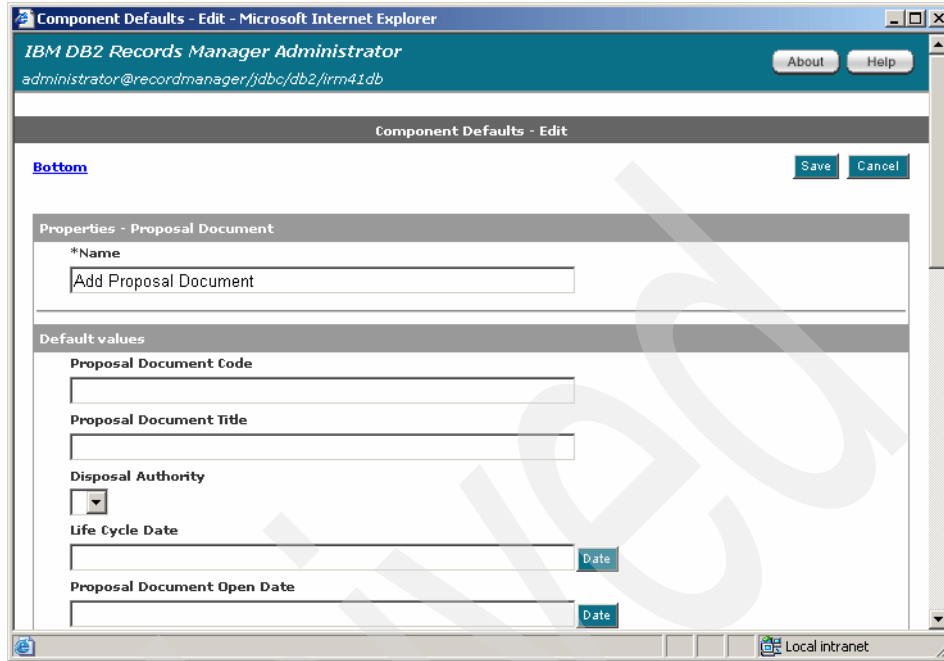 Component Defaults - Edit - Microsoft Internet Explorer
IBM DB2 Records Manager Administrator
administrator@recordmanager/jdbc/db2/irm41db
About Help
Component Defaults - Edit
Bottom
Save Cancel
Properties - Proposal Document
*Name
Add Proposal Document
Default values
Proposal Document Code
Proposal Document Title
Disposal Authority
Life Cycle Date
Date
Proposal Document Open Date
Date
Local intranet